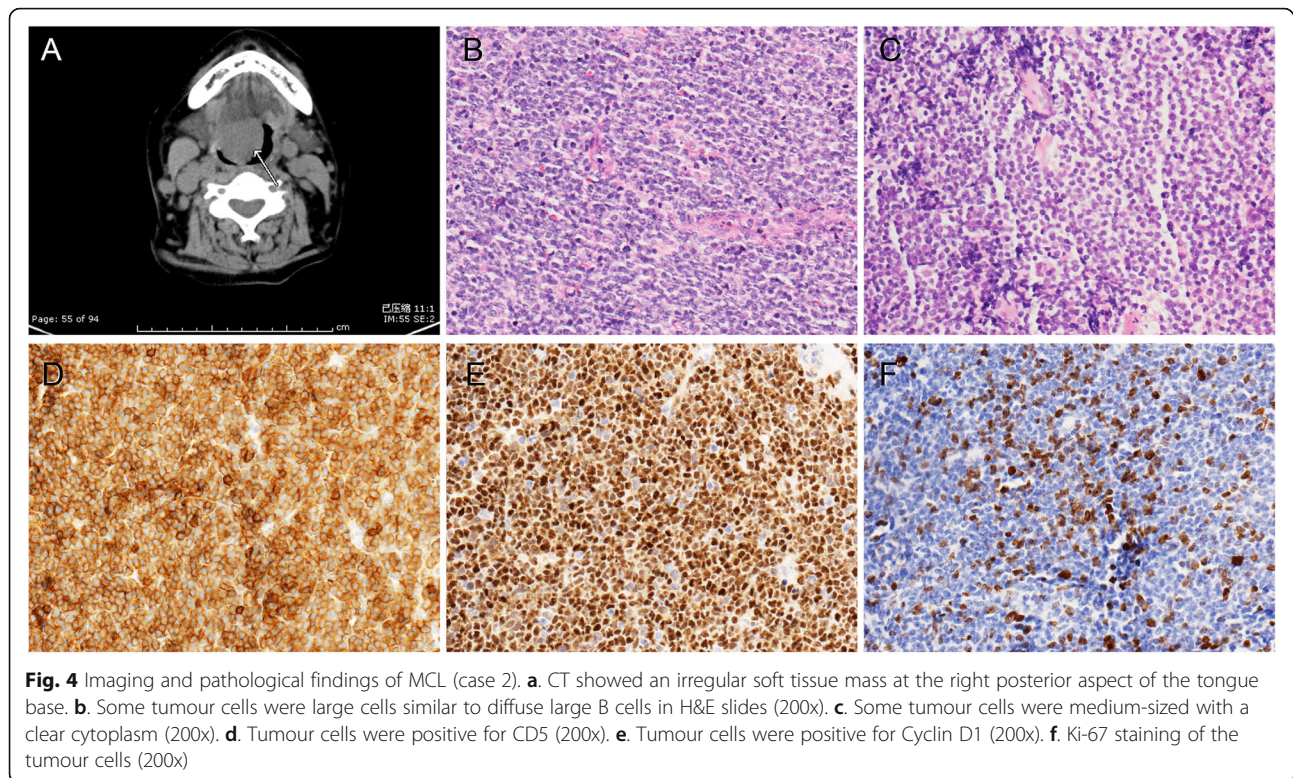 A
B
C
已压缩 11:1
Page: 55 of 94
IM:55 SE:2
cm
D
E
F
Fig. 4 Imaging and pathological findings of MCL (case 2). a. CT showed an irregular soft tissue mass at the right posterior aspect of the tongue
base. b. Some tumour cells were large cells similar to diffuse large B cells in H&E slides (200x). c. Some tumour cells were medium-sized with a
clear cytoplasm (200x). d. Tumour cells were positive for CD5 (200x). e. Tumour cells were positive for Cyclin D1 (200x). f. Ki-67 staining of the
tumour cells (200x)